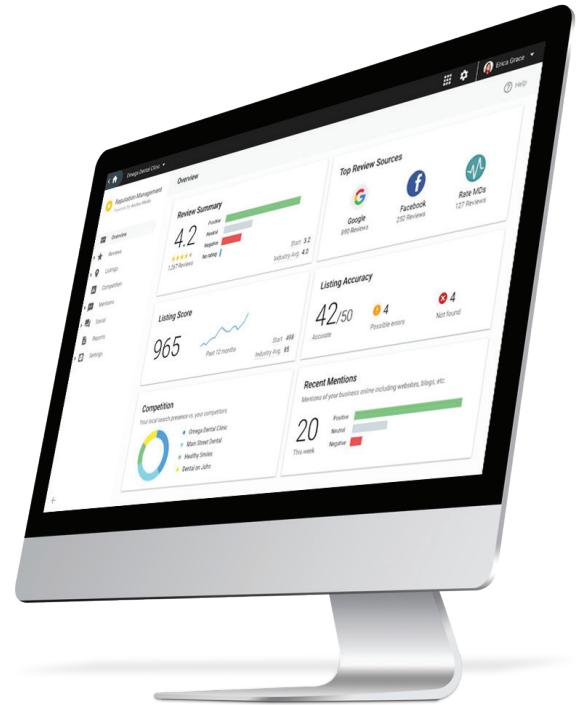 Erica Grace
Omega Dental Clinic
Help
Reputation Management
Overview
Overview
Reviews
Listings
Competition
Mentions
Social
Reports
Settings
Review Summary
4.2
1,267 Reviews
Positive
Neutral
Negative
No rating
Start 3.2
Industry Avg. 4.0
Top Review Sources
Google
890 Reviews
Facebook
250 Reviews
Rate MDs
127 Reviews
Listing Score
965
Past 12 months
Start 498
Industry Avg. 85
Listing Accuracy
42/50
Accurate
4
Possible errors
4
Not found
Competition
Your local search presence vs. your competitors
Omega Dental Clinic
Main Street Dental
Healthy Smiles
Dental on John
Recent Mentions
Mentions of your business online including websites, blogs, etc.
20
This week
Positive
Neutral
Negative